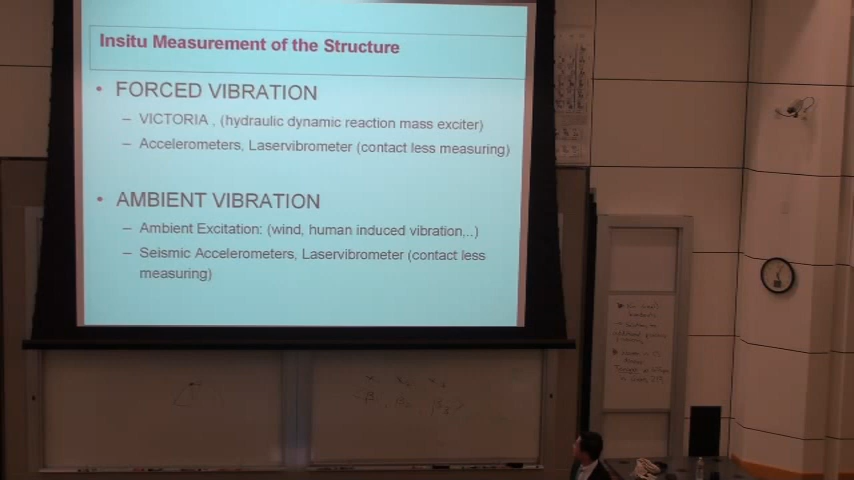 Insitu Measurement of the Structure
• FORCED VIBRATION
– VICTORIA , (hydraulic dynamic reaction mass exciter)
– Accelerometers, Laservibrometer (contact less measuring)
• AMBIENT VIBRATION
– Ambient Excitation: (wind, human induced vibration...)
– Seismic Accelerometers, Laservibrometer (contact less
measuring)